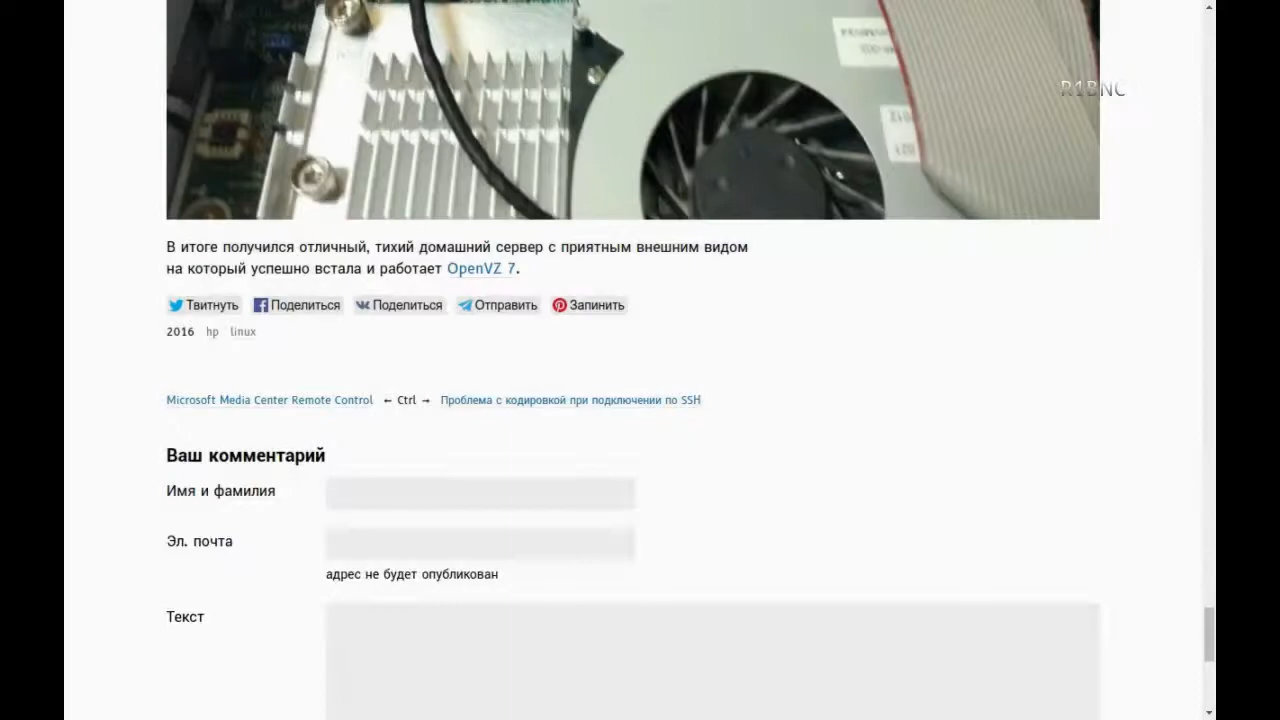 R1BNC
В итоге получился отличный, тихий домашний сервер с приятным внешним видом
на который успешно встала и работает OpenVZ 7.
Твитнуть Поделиться Поделиться Отправить Запинить
2016 hp linux
Microsoft Media Center Remote Control ← Ctrl → Проблема с кодировкой при подключении по SSH
Ваш комментарий
Имя и фамилия
Эл. почта
адрес не будет опубликован
Текст